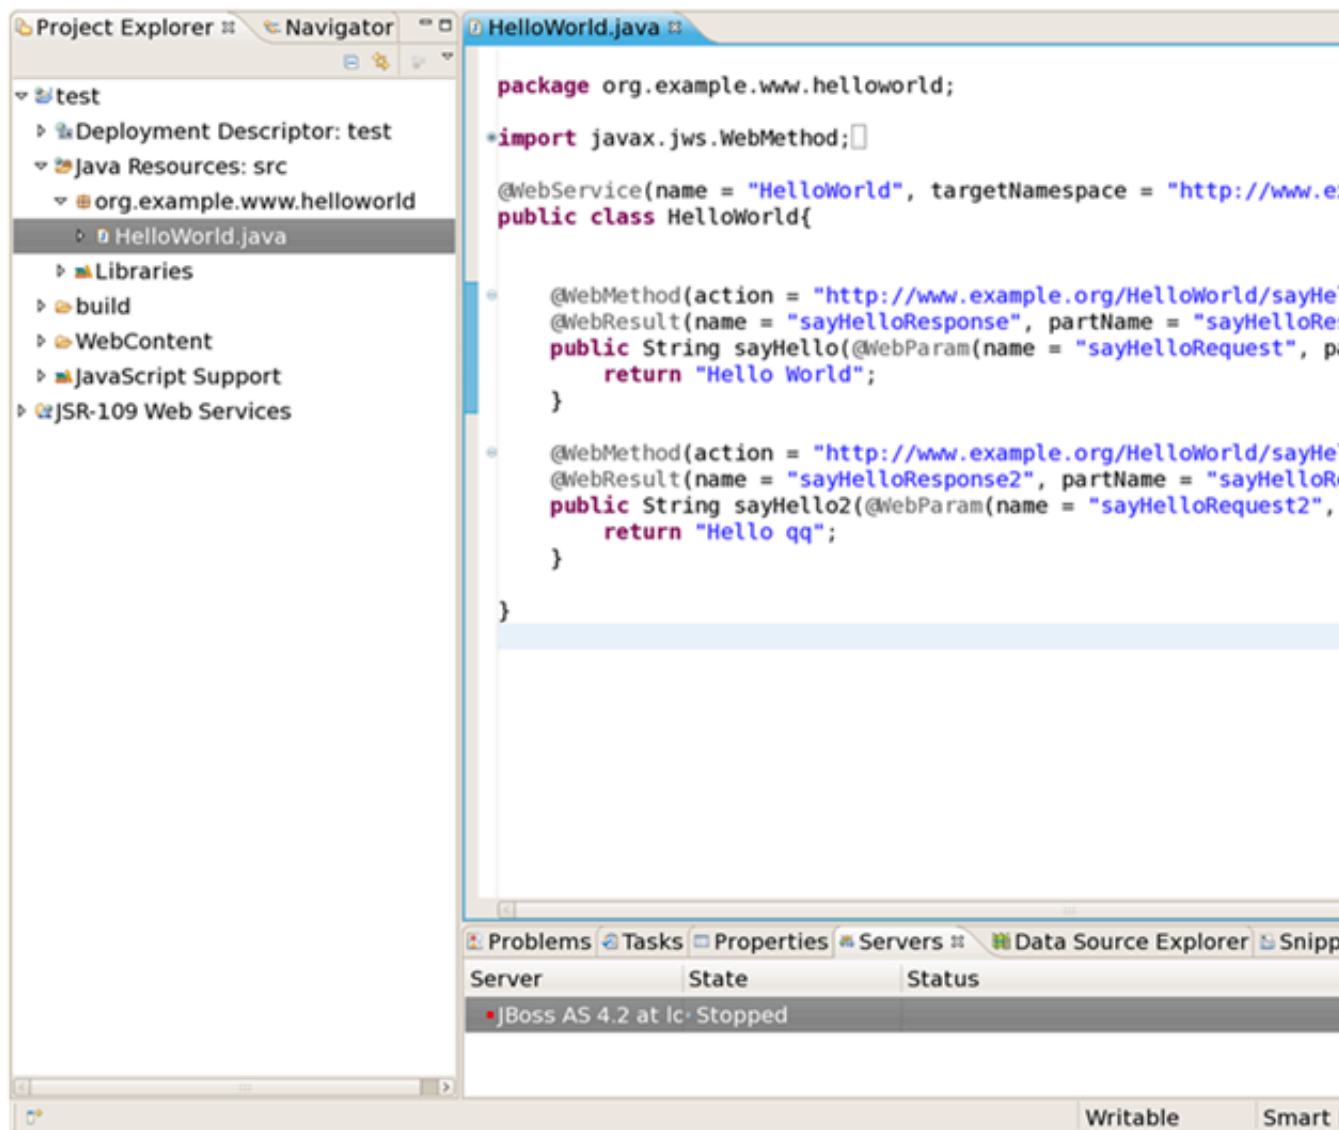 Project Explorer
Navigator
test
Deployment Descriptor: test
Java Resources: src
org.example.www.helloworld
HelloWorld.java
Libraries
build
WebContent
JavaScript Support
JSR-109 Web Services
HelloWorld.java
package org.example.www.helloworld;
import javax.jws.WebMethod;
@WebService(name = "HelloWorld", targetNamespace = "http://www.e
public class HelloWorld{
@WebMethod(action = "http://www.example.org/HelloWorld/sayHe
@WebResult(name = "sayHelloResponse", partName = "sayHelloRe
public String sayHello(@WebParam(name = "sayHelloRequest", pa
return "Hello World";
}
@WebMethod(action = "http://www.example.org/HelloWorld/sayHe
@WebResult(name = "sayHelloResponse2", partName = "sayHelloR
public String sayHello2(@WebParam(name = "sayHelloRequest2",
return "Hello qq";
}
}
Problems Tasks Properties Servers Data Source Explorer Snipp
Server State Status
JBoss AS 4.2 at lc Stopped
Writable Smart